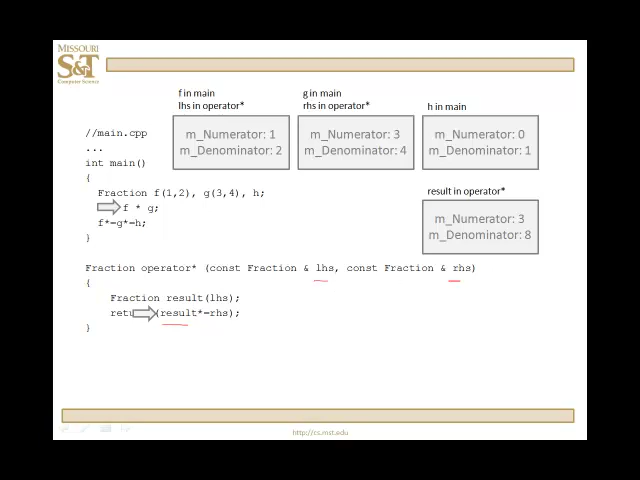 MISSOURI
S&T
Computer Science
f in main
lhs in operator*
g in main
rhs in operator*
h in main
m_Numerator: 1
m_Denominator: 2
m_Numerator: 3
m_Denominator: 4
m_Numerator: 0
m_Denominator: 1
//main.cpp
...
int main()
{
Fraction f(1,2), g(3,4), h;
f * g;
f*=g*=h;
}
result in operator*
m_Numerator: 3
m_Denominator: 8
Fraction operator* (const Fraction & lhs, const Fraction & rhs)
{
Fraction result(lhs);
retu (result*=rhs);
}
http://cs.mst.edu